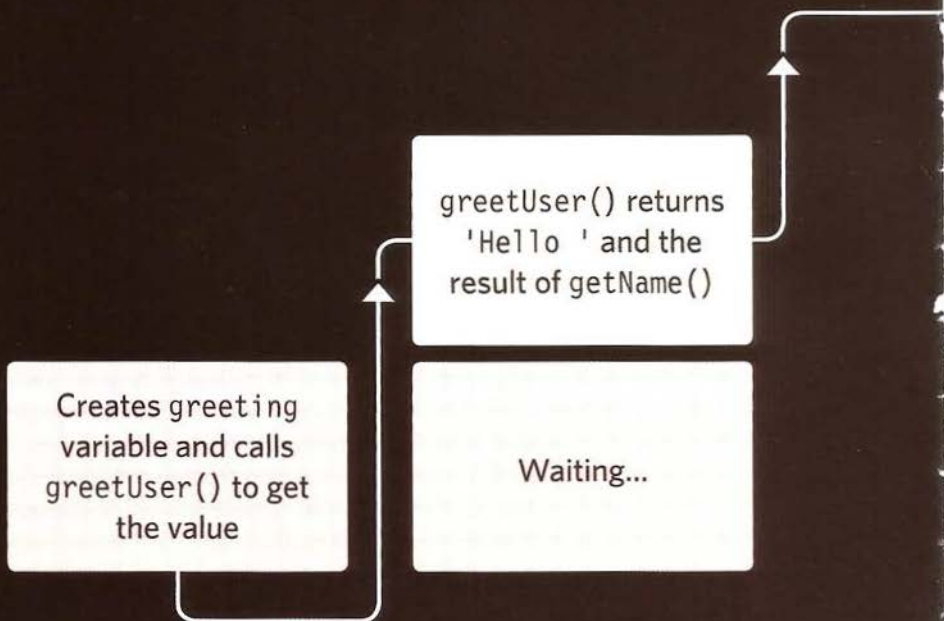 greetUser() returns
'Hello ' and the
result of getName()
Creates greeting
variable and calls
greetUser() to get
the value
Waiting...